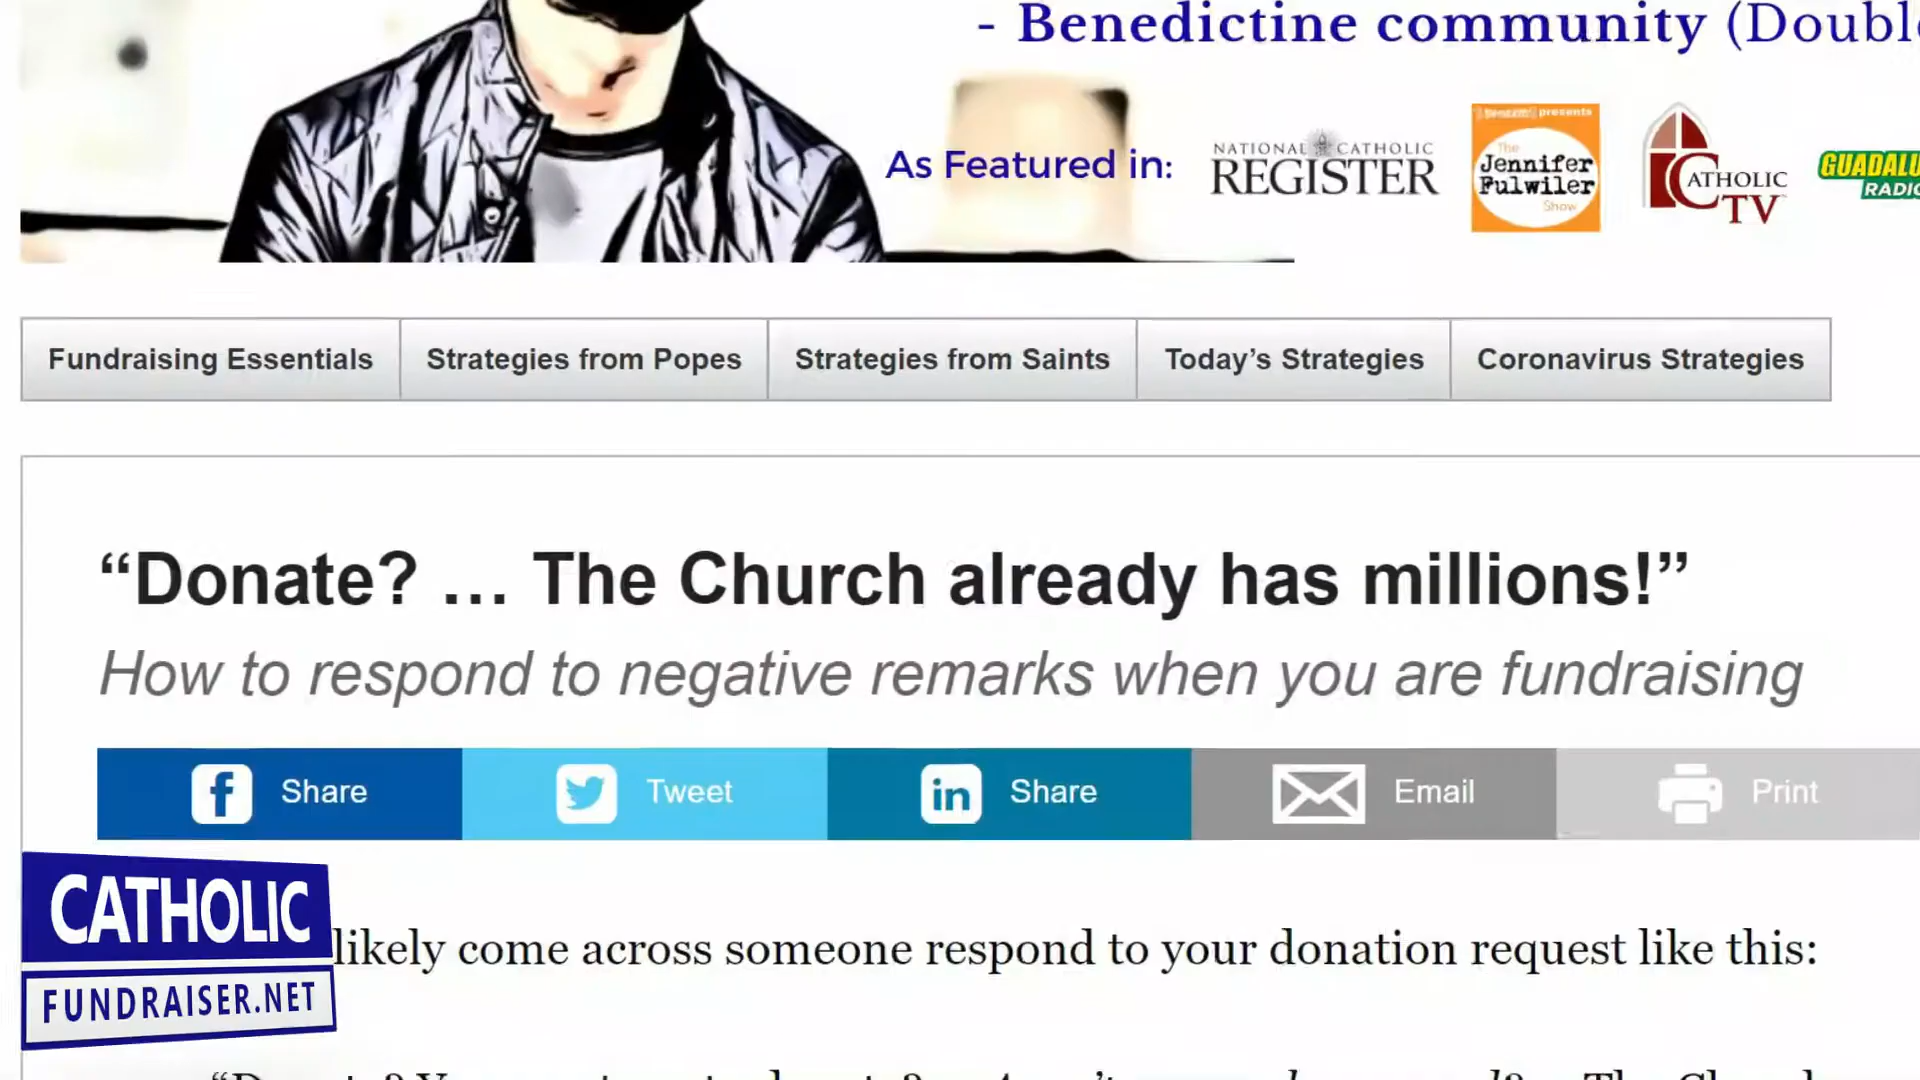 - Benedictine community (Double
As Featured in:
NATIONAL CATHOLIC
REGISTER
presents
The
Jennifer
Fulwiler
Show
CATHOLIC
TV
GUADALU
RADIO
Fundraising Essentials
Strategies from Popes
Strategies from Saints
Today’s Strategies
Coronavirus Strategies
“Donate? … The Church already has millions!”
How to respond to negative remarks when you are fundraising
Share
Tweet
Share
Email
Print
CATHOLIC
FUNDRAISER.NET
likely come across someone respond to your donation request like this: